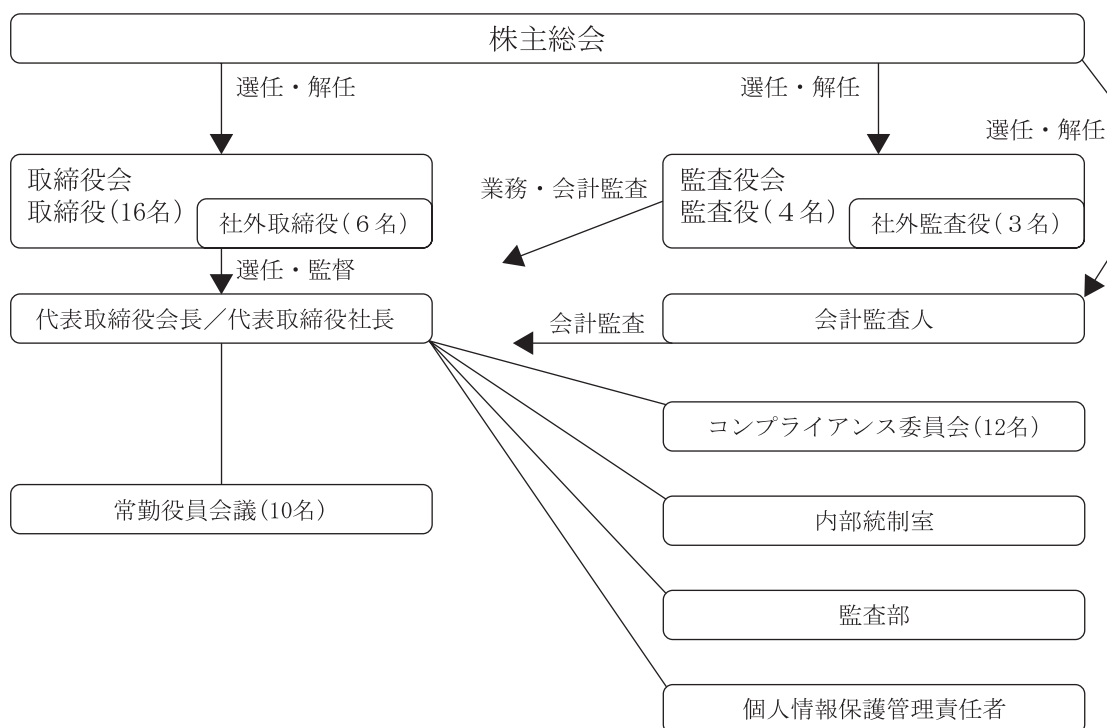 株主総会
選任・解任
選任・解任
選任・解任
取締役会
取締役(16名)
社外取締役(６名)
業務・会計監査
監査役会
監査役(４名)
社外監査役(３名)
選任・監督
代表取締役会長／代表取締役社長
会計監査
会計監査人
コンプライアンス委員会(12名)
常勤役員会議(10名)
内部統制室
監査部
個人情報保護管理責任者